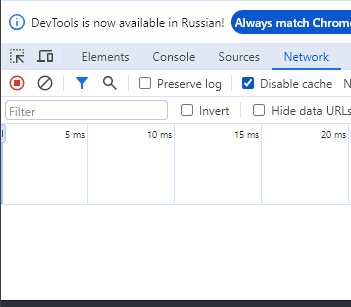 DevTools is now available in Russian! Always match Chrome
Elements Console Sources Network
Preserve log Disable cache N
Filter Invert Hide data URLs
5 ms 10 ms 15 ms 20 ms